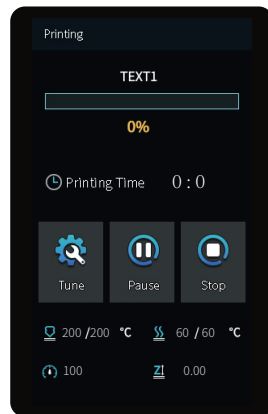 Printing
TEXT1
0%
Printing Time 0 : 0
Tune Pause Stop
200 /200 °C 60 / 60 °C
100 Z 0.00